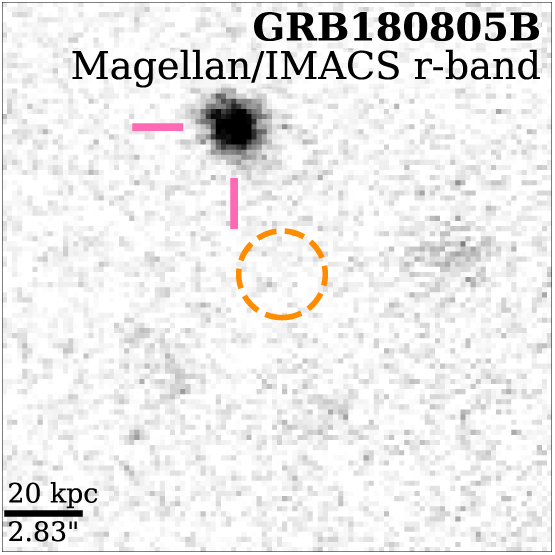 GRB180805B
Magellan/IMACS r-band
20 kpc
2.83"